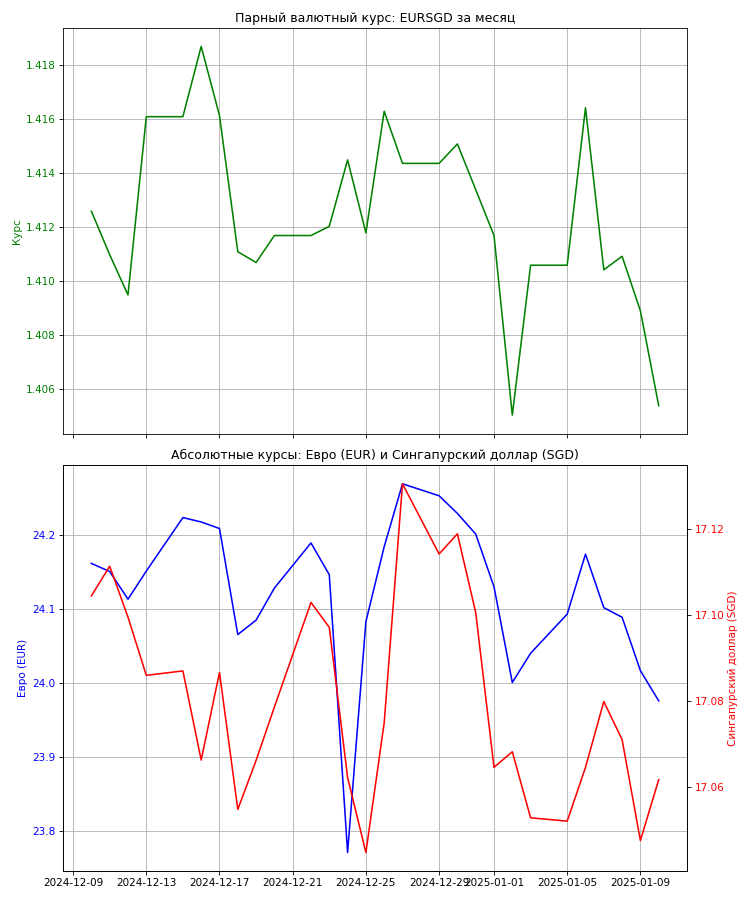 Парный валютный курс: EURSGD за месяц
1.418
1.416
1.414
1.412
1.410
1.408
1.406
Курс
Абсолютные курсы: Евро (EUR) и Сингапурский доллар (SGD)
24.2
24.1
24.0
23.9
23.8
Евро (EUR)
17.12
17.10
17.08
17.06
Сингапурский доллар (SGD)
2024-12-09 2024-12-13 2024-12-17 2024-12-21 2024-12-25 2024-12-29 2025-01-01 2025-01-05 2025-01-09